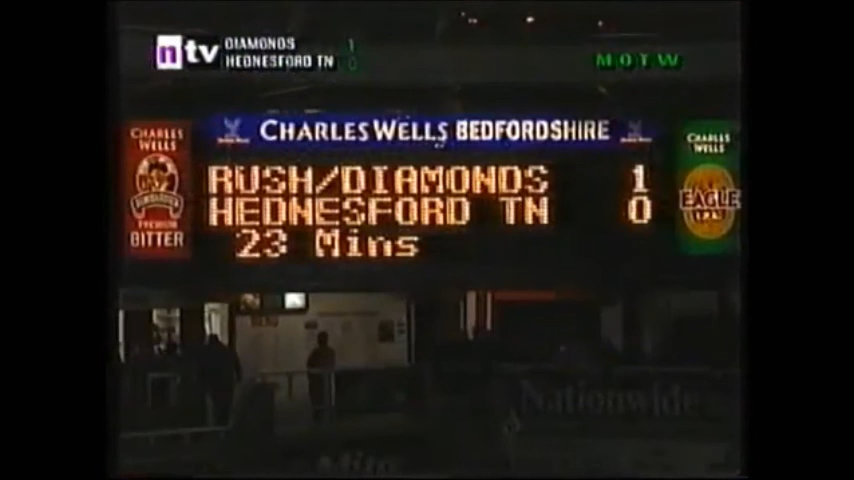 ntv
DIAMONDS 1
HEDNESFORD TN 0
M O T W
CHARLES WELLS BEDFORDSHIRE
CHARLES
WELLS
BOMBARDIER
PREMIUM
BITTER
RUSH/DIAMONDS 1
HEDNESFORD TN 0
23 Mins
CHARLES
WELLS
EAGLE
IPA
Nationwide